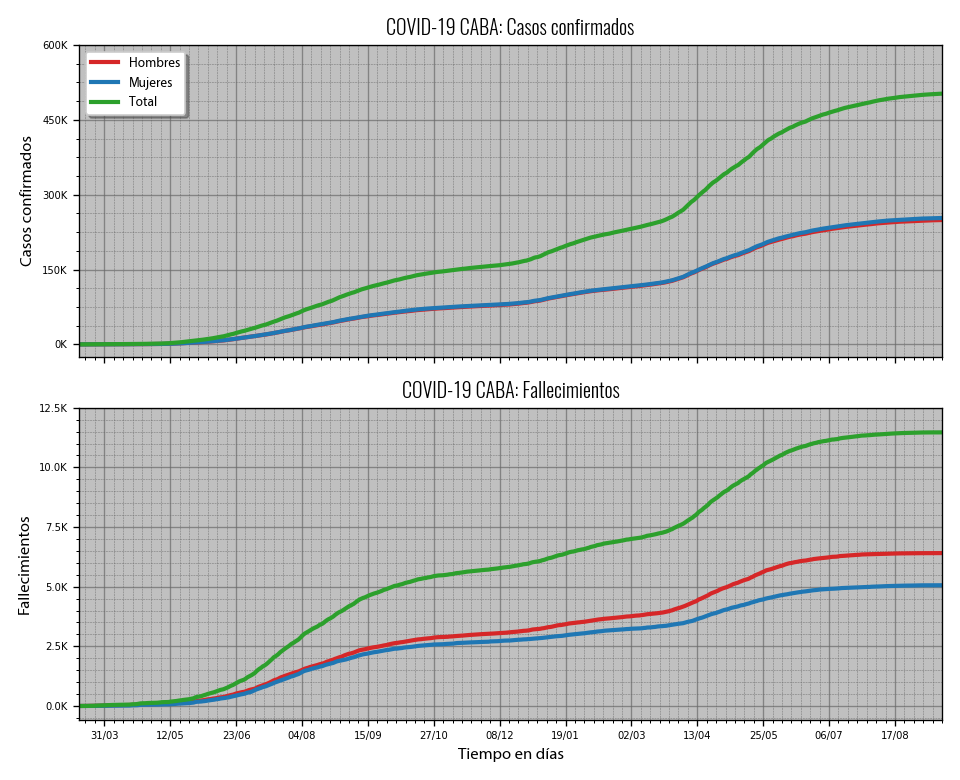 COVID-19 CABA: Casos confirmados
600K
450K
300K
150K
0K
Casos confirmados
Hombres
Mujeres
Total
COVID-19 CABA: Fallecimientos
12.5K
10.0K
7.5K
5.0K
2.5K
0.0K
Fallecimientos
31/03 12/05 23/06 04/08 15/09 27/10 08/12 19/01 02/03 13/04 25/05 06/07 17/08
Tiempo en días